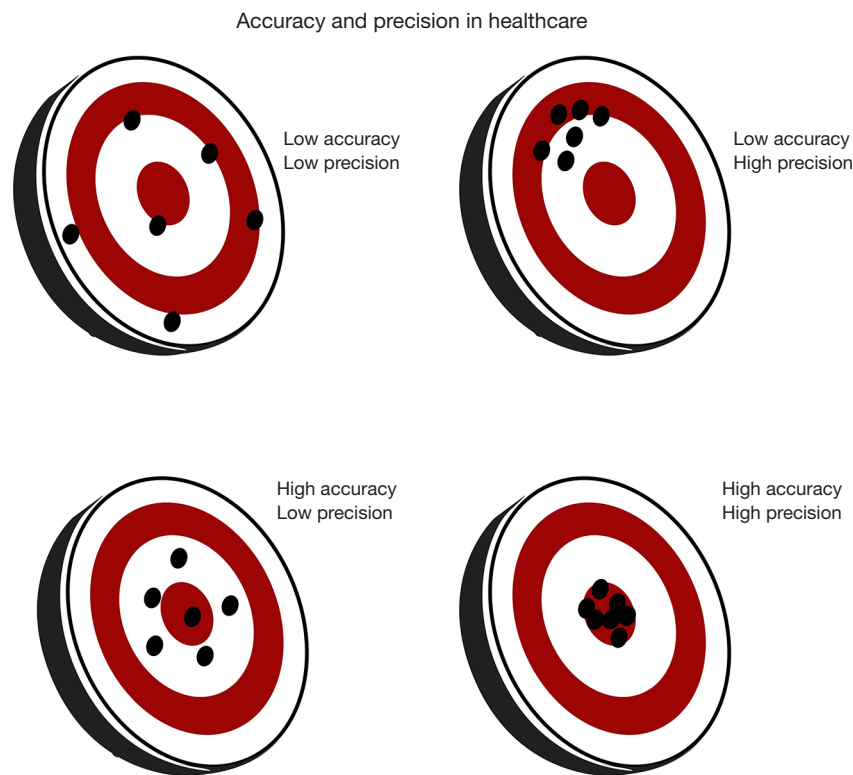 Accuracy and precision in healthcare
Low accuracy
Low precision
Low accuracy
High precision
High accuracy
Low precision
High accuracy
High precision